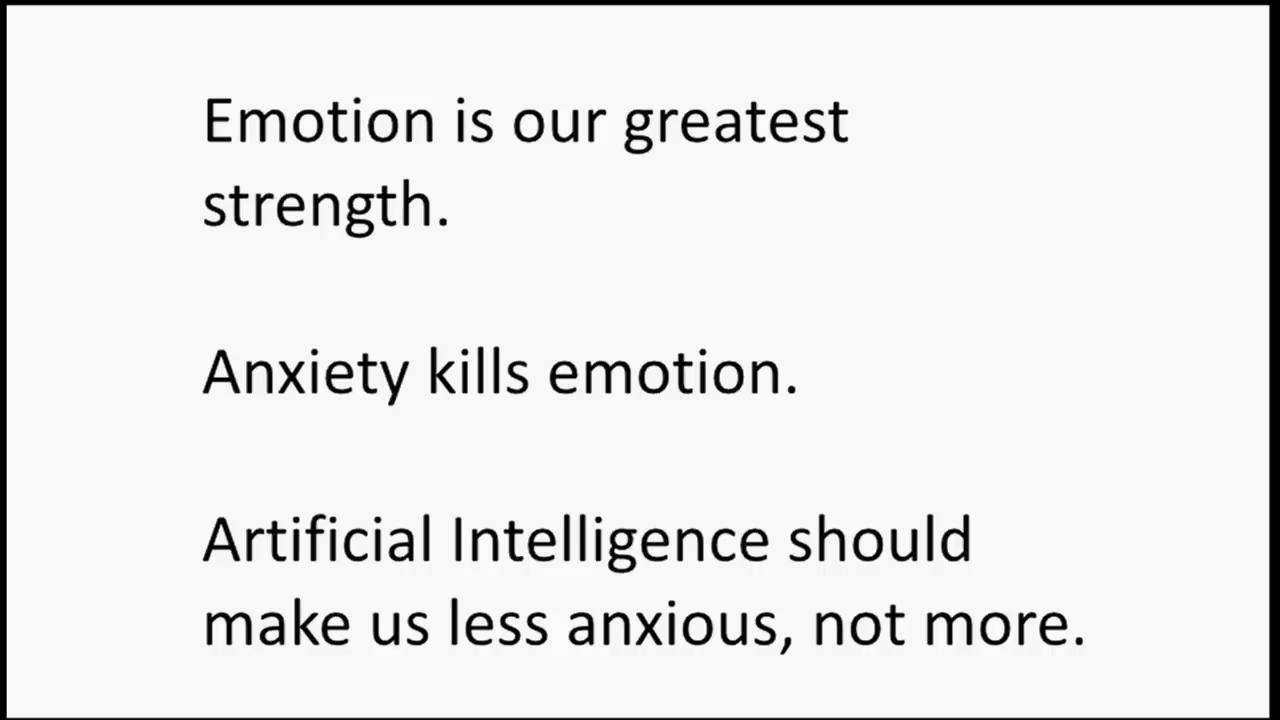 Emotion is our greatest
strength.
Anxiety kills emotion.
Artificial Intelligence should
make us less anxious, not more.